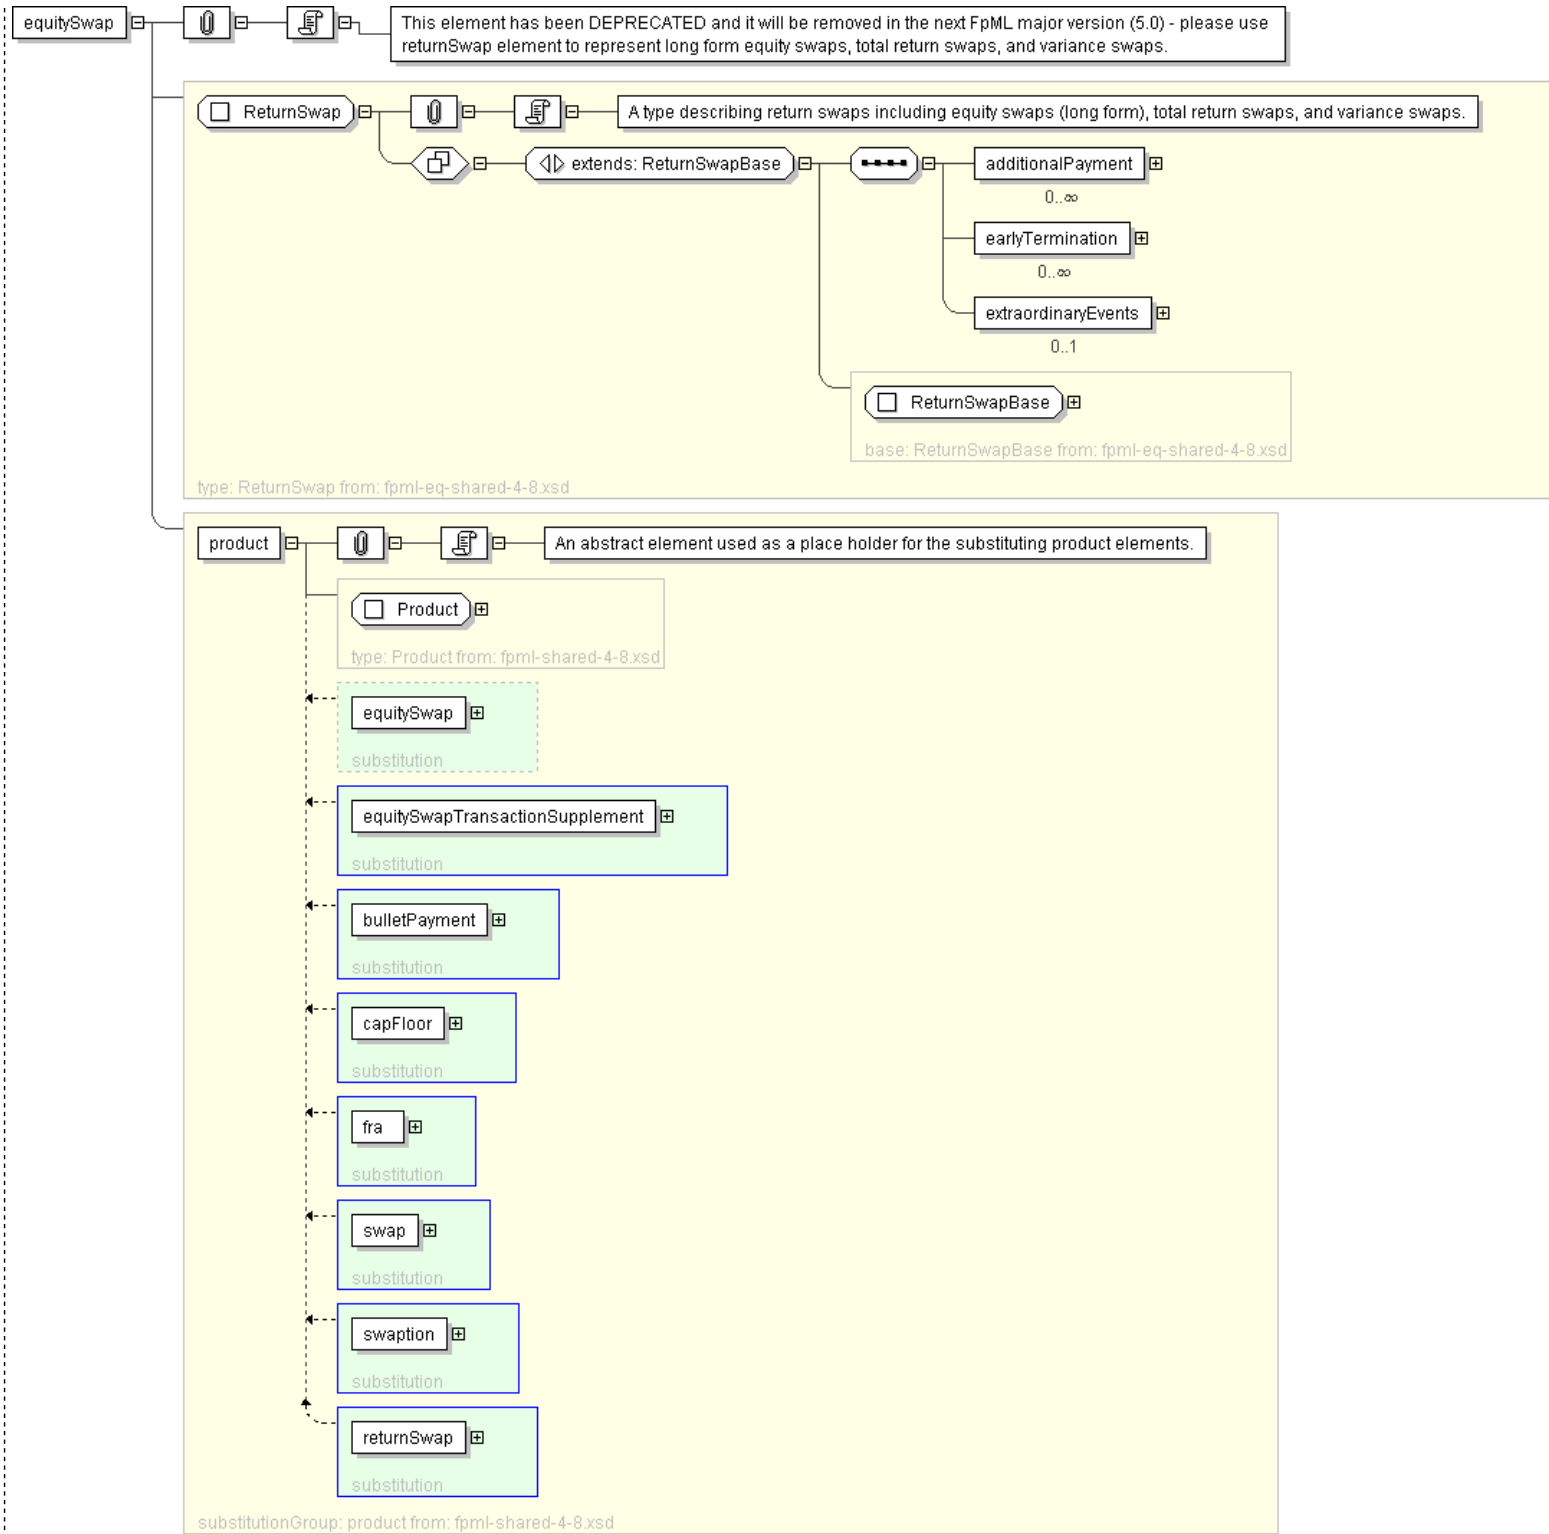 equitySwap
This element has been DEPRECATED and it will be removed in the next FpML major version (5.0) - please use
returnSwap element to represent long form equity swaps, total return swaps, and variance swaps.
ReturnSwap
A type describing return swaps including equity swaps (long form), total return swaps, and variance swaps.
extends: ReturnSwapBase
additionalPayment
0..∞
earlyTermination
0..∞
extraordinaryEvents
0..1
ReturnSwapBase
base: ReturnSwapBase from: fpml-eq-shared-4-8.xsd
type: ReturnSwap from: fpml-eq-shared-4-8.xsd
product
An abstract element used as a place holder for the substituting product elements.
Product
type: Product from: fpml-shared-4-8.xsd
equitySwap
substitution
equitySwapTransactionSupplement
substitution
bulletPayment
substitution
capFloor
substitution
fra
substitution
swap
substitution
swaption
substitution
returnSwap
substitution
substitutionGroup: product from: fpml-shared-4-8.xsd